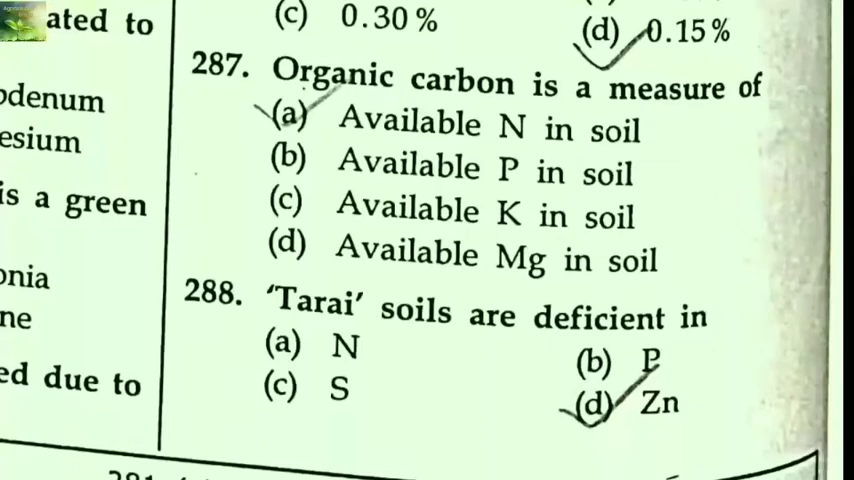 Agricoaching
ated to
odenum
esium
is a green
onia
ne
ed due to
(c) 0.30%
(d) 0.15%
287. Organic carbon is a measure of
(a) Available N in soil
(b) Available P in soil
(c) Available K in soil
(d) Available Mg in soil
288. ‘Tarai’ soils are deficient in
(a) N
(b) P
(c) S
(d) Zn